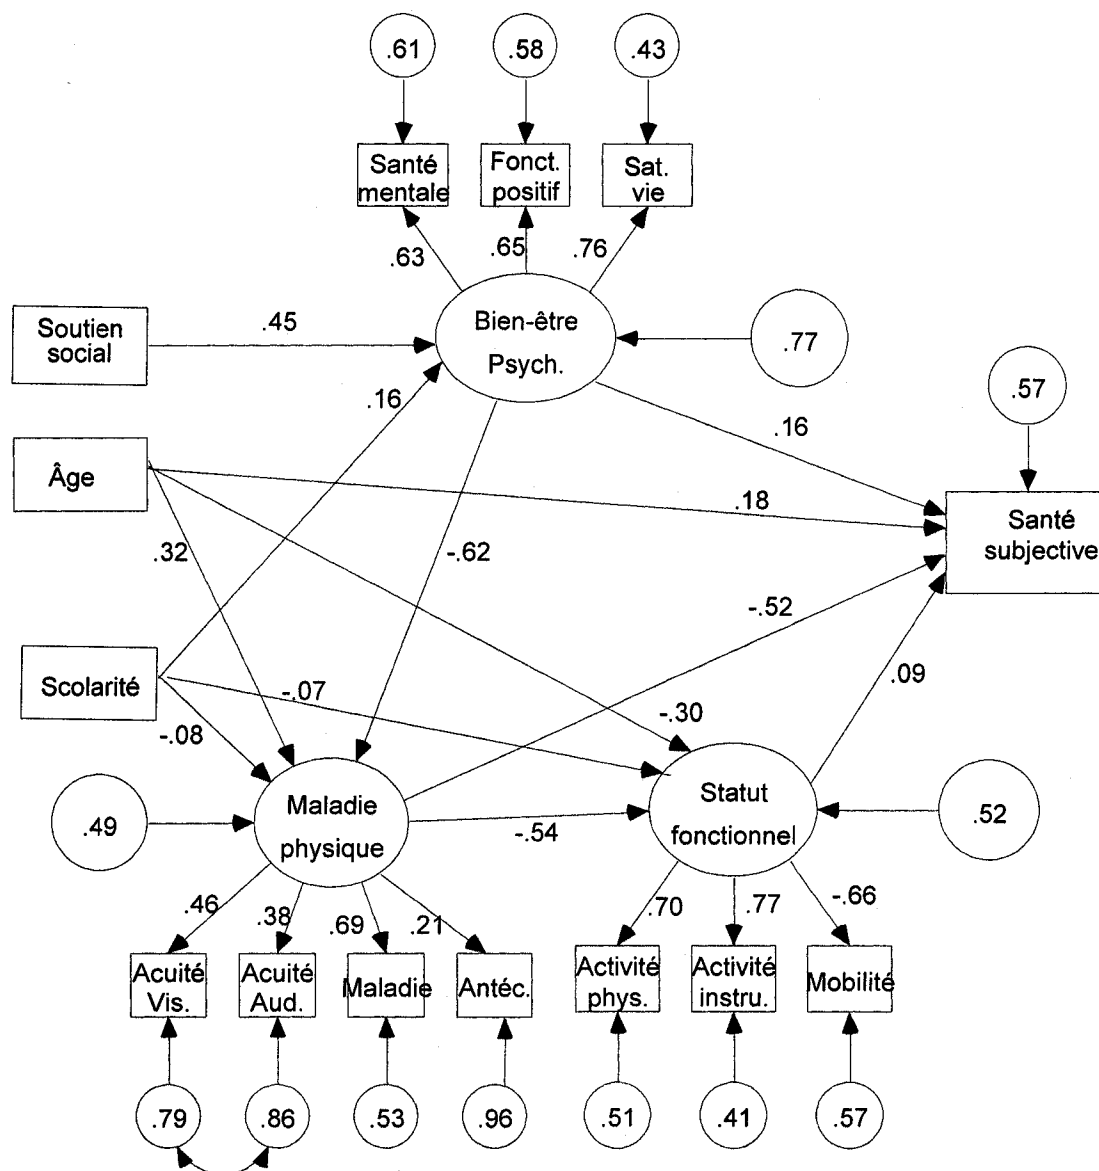 .61
.58
.43
Santé
mentale
Fonct.
positif
Sat.
vie
.63
.65
.76
Soutien
social
.45
Bien-être
Psych.
.77
.57
.16
.16
Âge
.18
Santé
subjective
.32
-.62
-.52
Scolarité
-.07
.09
-.08
-.30
.49
Maladie
physique
-.54
Statut
fonctionnel
.52
.46
.38
.69
.21
.70
.77
-.66
Acuité
Vis.
Acuité
Aud.
Maladie
Antéc.
Activité
phys.
Activité
instru.
Mobilité
.79
.86
.53
.96
.51
.41
.57